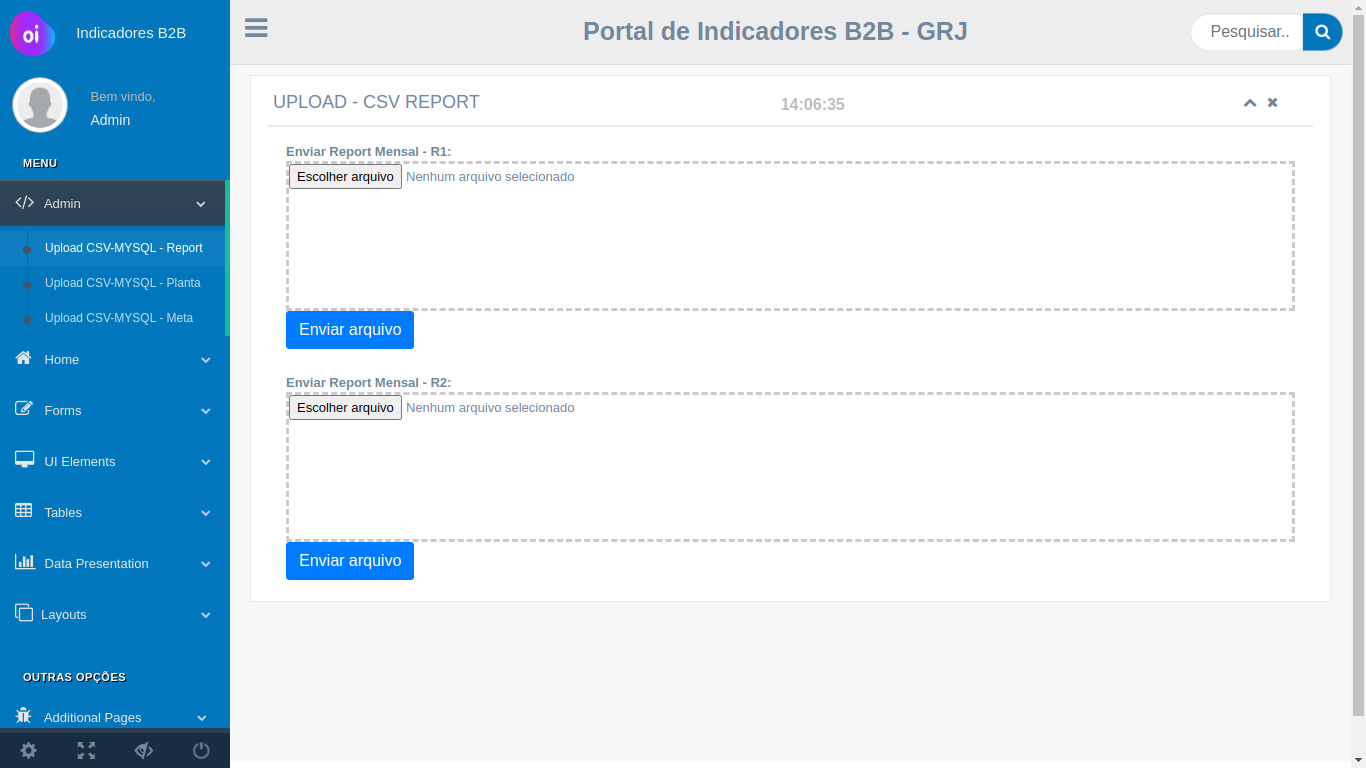 oi
Indicadores B2B
Bem vindo,
Admin
MENU
Admin
Upload CSV-MYSQL - Report
Upload CSV-MYSQL - Planta
Upload CSV-MYSQL - Meta
Home
Forms
UI Elements
Tables
Data Presentation
Layouts
OUTRAS OPÇÕES
Additional Pages
Portal de Indicadores B2B - GRJ
Pesquisar..
UPLOAD - CSV REPORT
14:06:35
Enviar Report Mensal - R1:
Escolher arquivo Nenhum arquivo selecionado
Enviar arquivo
Enviar Report Mensal - R2:
Escolher arquivo Nenhum arquivo selecionado
Enviar arquivo